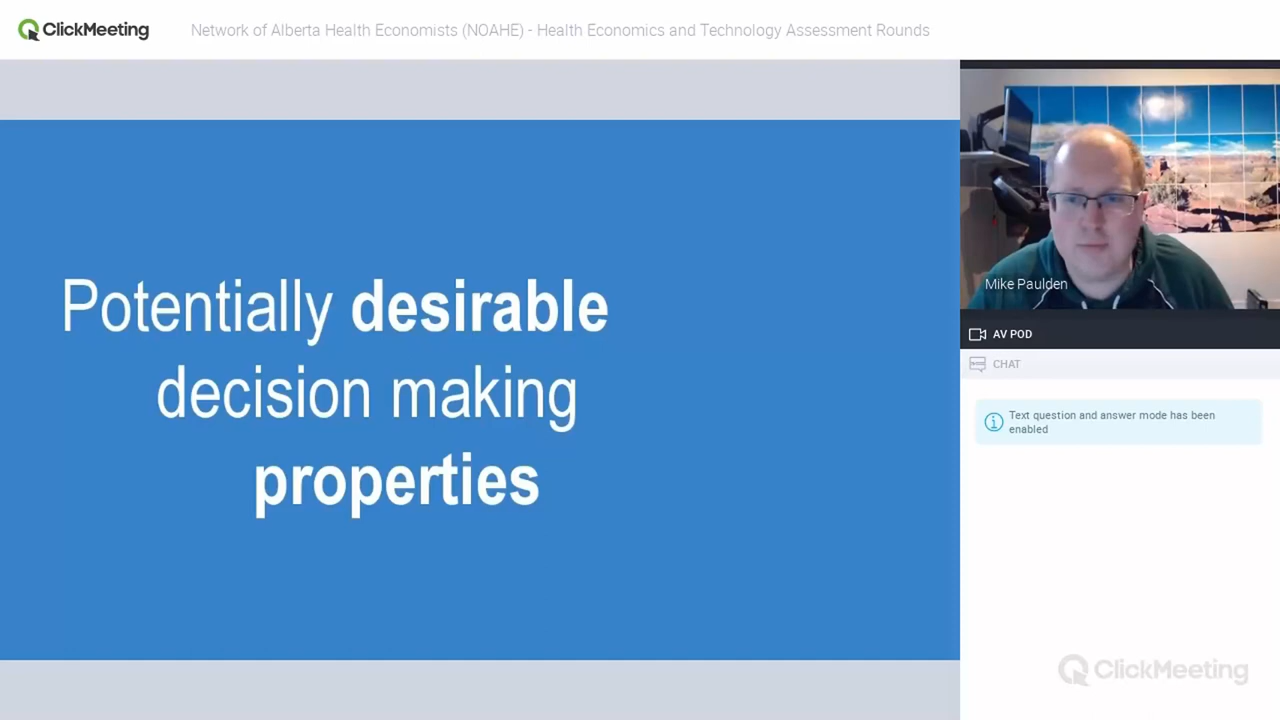 ClickMeeting
Network of Alberta Health Economists (NOAHE) - Health Economics and Technology Assessment Rounds
Potentially desirable
decision making
properties
Mike Paulden
AV POD
CHAT
Text question and answer mode has been
enabled
ClickMeeting